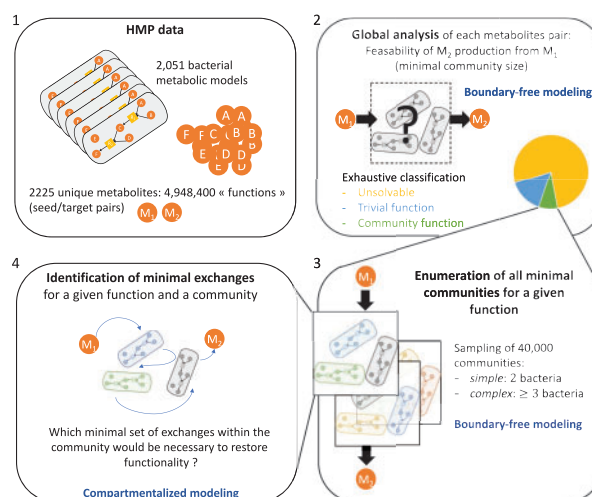 1
HMP data
2,051 bacterial
metabolic models
A A
F F C B B
E D D
2225 unique metabolites: 4,948,400 « functions »
(seed/target pairs) M1 M2
2
Global analysis of each metabolites pair:
Feasability of M2 production from M1
(minimal community size)
Boundary-free modeling
M1 ? M2
Exhaustive classification
- Unsolvable
- Trivial function
- Community function
4
Identification of minimal exchanges
for a given function and a community
M1
M2
Which minimal set of exchanges within the
community would be necessary to restore
functionality ?
Compartmentalized modeling
3
M1
Enumeration of all minimal
communities for a given
function
Sampling of 40,000
communities:
- simple: 2 bacteria
- complex: ≥ 3 bacteria
Boundary-free modeling
M2